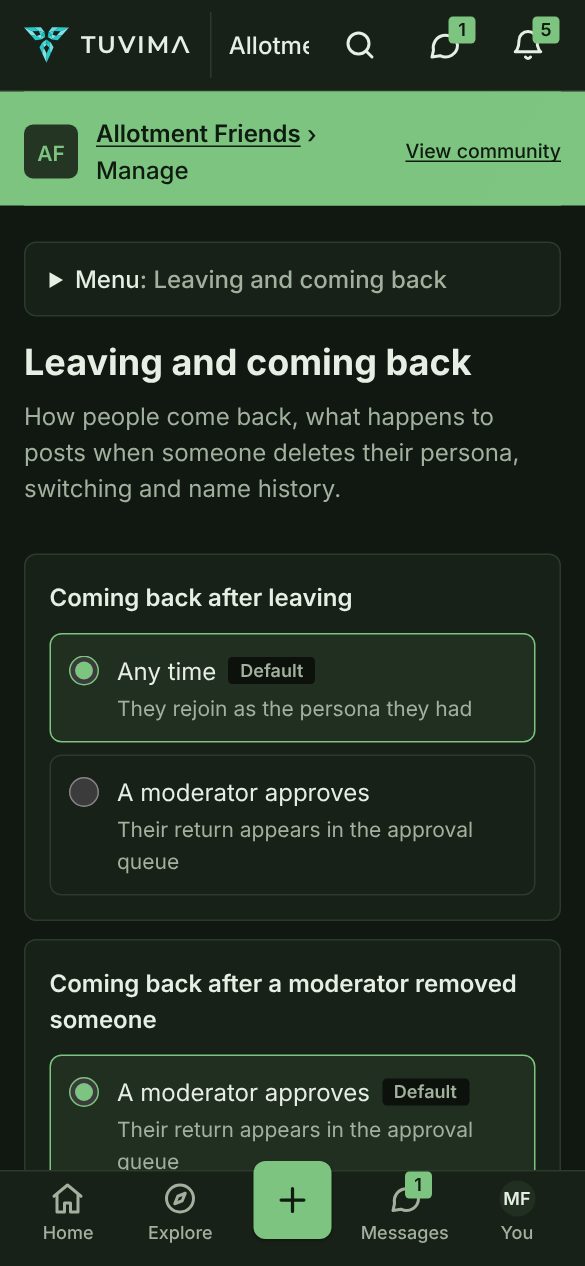 TUVIMA
Allotme
1
5
AF
Allotment Friends ›
Manage
View community
Menu: Leaving and coming back
Leaving and coming back
How people come back, what happens to
posts when someone deletes their persona,
switching and name history.
Coming back after leaving
Any time Default
They rejoin as the persona they had
A moderator approves
Their return appears in the approval
queue
Coming back after a moderator removed
someone
A moderator approves Default
Their return appears in the approval
queue
Home
Explore
+
1
Messages
MF
You